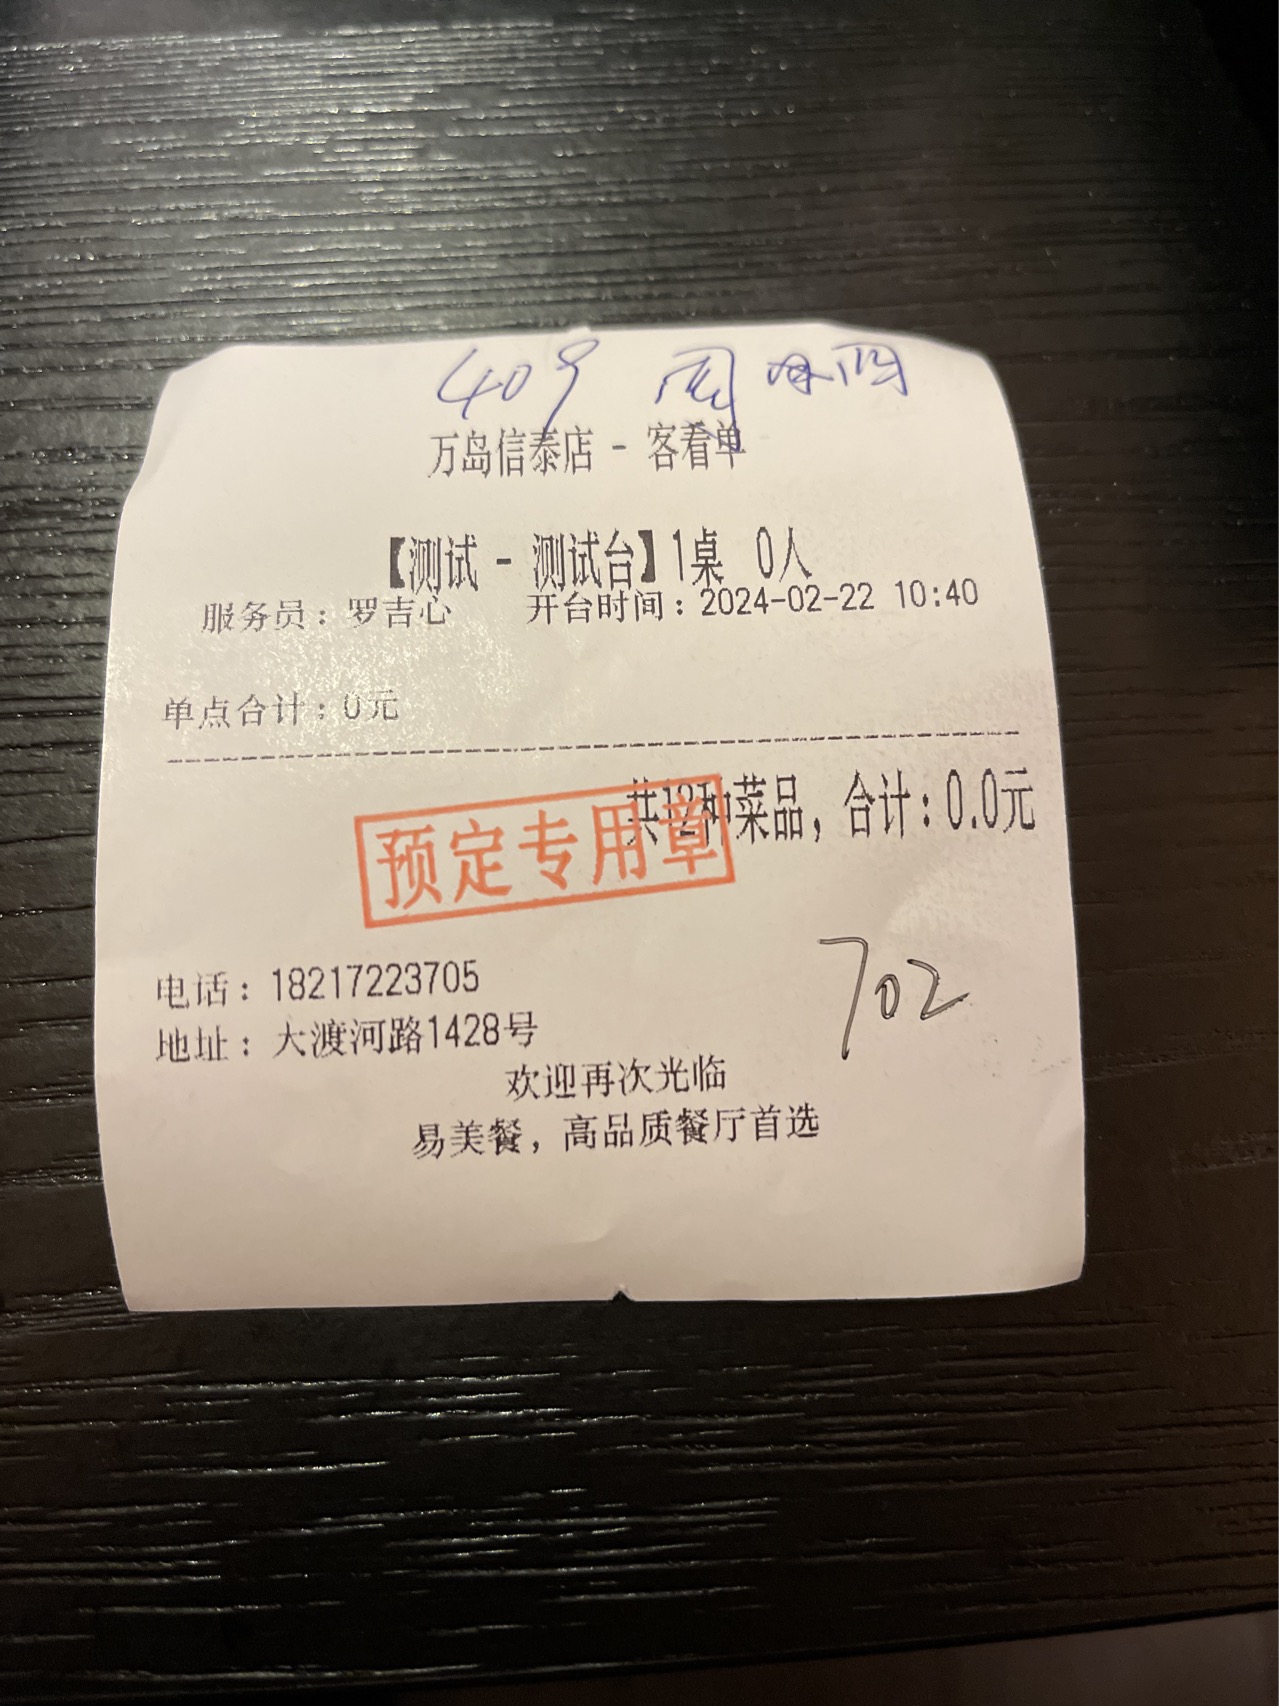 409 周
万岛信泰店 - 客看单
【测试 - 测试台】1桌 0人
服务员：罗吉心 开台时间：2024-02-22 10:40
单点合计：0元
共12种菜品，合计：0.0元
预定专用章
702
电话：18217223705
地址：大渡河路1428号
欢迎再次光临
易美餐，高品质餐厅首选